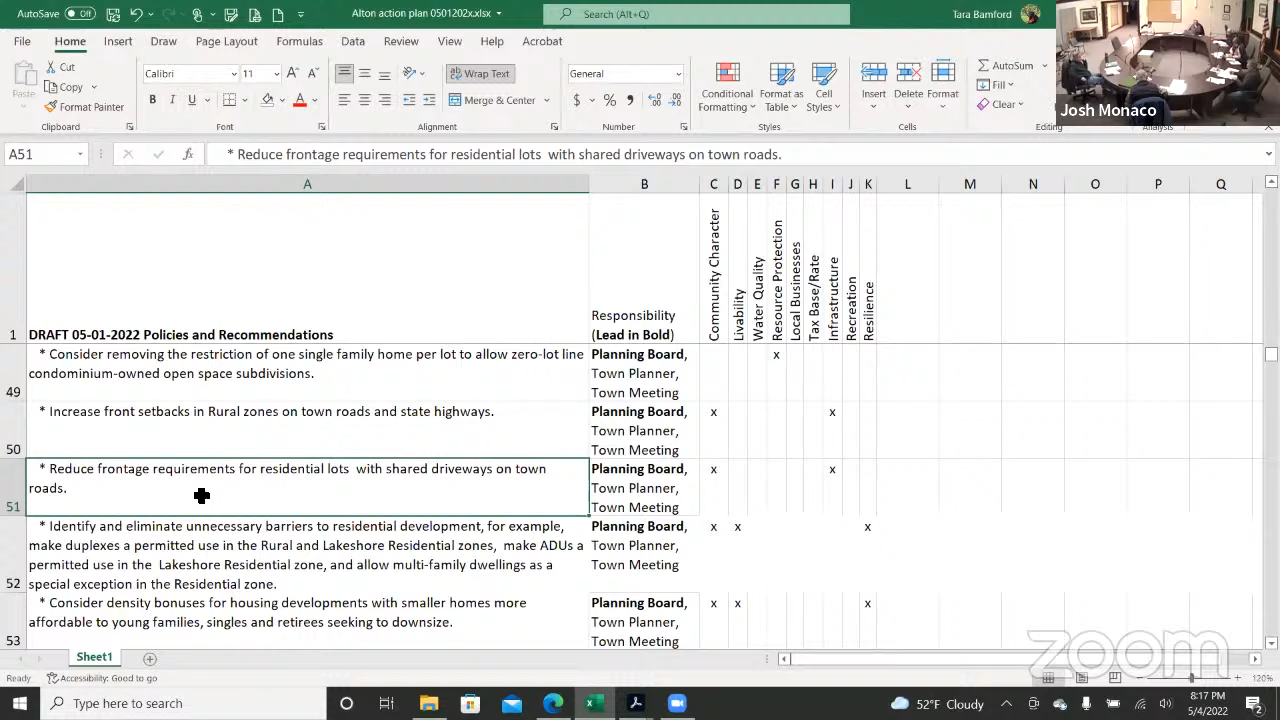 AutoSave Off Alton action plan 0501202x.xlsx Search (Alt+Q) Tara Bamford
File Home Insert Draw Page Layout Formulas Data Review View Help Acrobat
Paste Cut Copy Format Painter Calibri 11 B I U A Wrap Text Merge & Center General $ % Conditional Formatting Format as Table Cell Styles Insert Delete Format AutoSum Fill Clear
Clipboard Font Alignment Number Styles Cells Editing Analysis
Josh Monaco
A51 fx * Reduce frontage requirements for residential lots with shared driveways on town roads.
A B C D E F G H I J K L M N O P Q
Community Character
Livability
Water Quality
Resource Protection
Local Businesses
Tax Base/Rate
Infrastructure
Recreation
Resilience
Responsibility
1 DRAFT 05-01-2022 Policies and Recommendations (Lead in Bold)
* Consider removing the restriction of one single family home per lot to allow zero-lot line Planning Board, x
condominium-owned open space subdivisions. Town Planner,
49 Town Meeting
* Increase front setbacks in Rural zones on town roads and state highways. Planning Board, x x
Town Planner,
50 Town Meeting
* Reduce frontage requirements for residential lots with shared driveways on town Planning Board, x x
roads. Town Planner,
51 Town Meeting
* Identify and eliminate unnecessary barriers to residential development, for example, Planning Board, x x x
make duplexes a permitted use in the Rural and Lakeshore Residential zones, make ADUs a Town Planner,
permitted use in the Lakeshore Residential zone, and allow multi-family dwellings as a Town Meeting
52 special exception in the Residential zone.
* Consider density bonuses for housing developments with smaller homes more Planning Board, x x x
affordable to young families, singles and retirees seeking to downsize. Town Planner,
53 Town Meeting
zoom
Sheet1
Ready Accessibility: Good to go 120%
Type here to search 52°F Cloudy 8:17 PM
5/4/2022